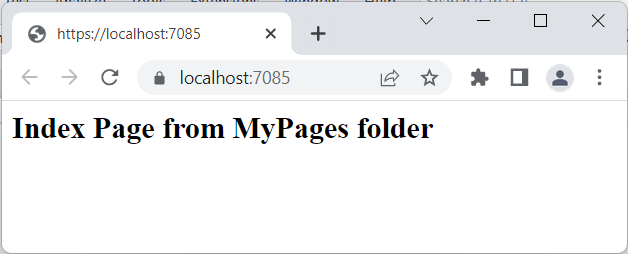 https://localhost:7085
localhost:7085
Index Page from MyPages folder